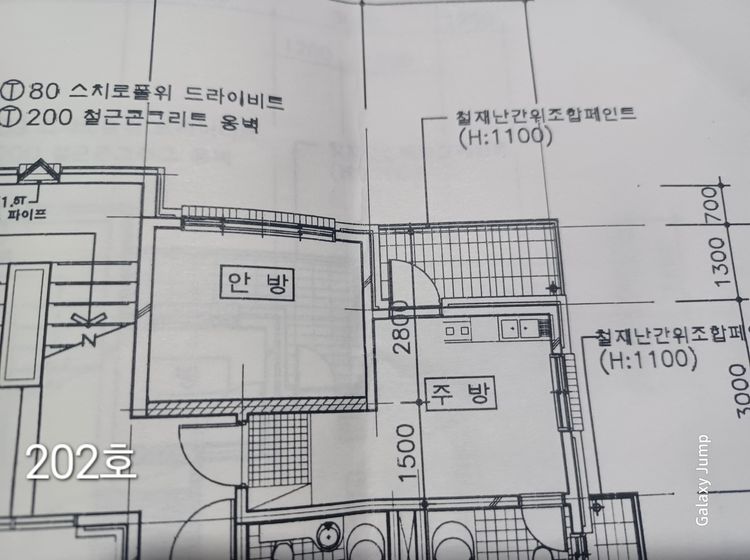 Ⓣ80 스치로폴위 드라이비트
Ⓣ200 철근콘크리트 옹벽
철재난간위조합페인트
(H:1100)
1.6T
파이프
700
안 방
1300
2800
철재난간위조합페
(H:1100)
주 방
3000
N
1500
202호
Galaxy Jump